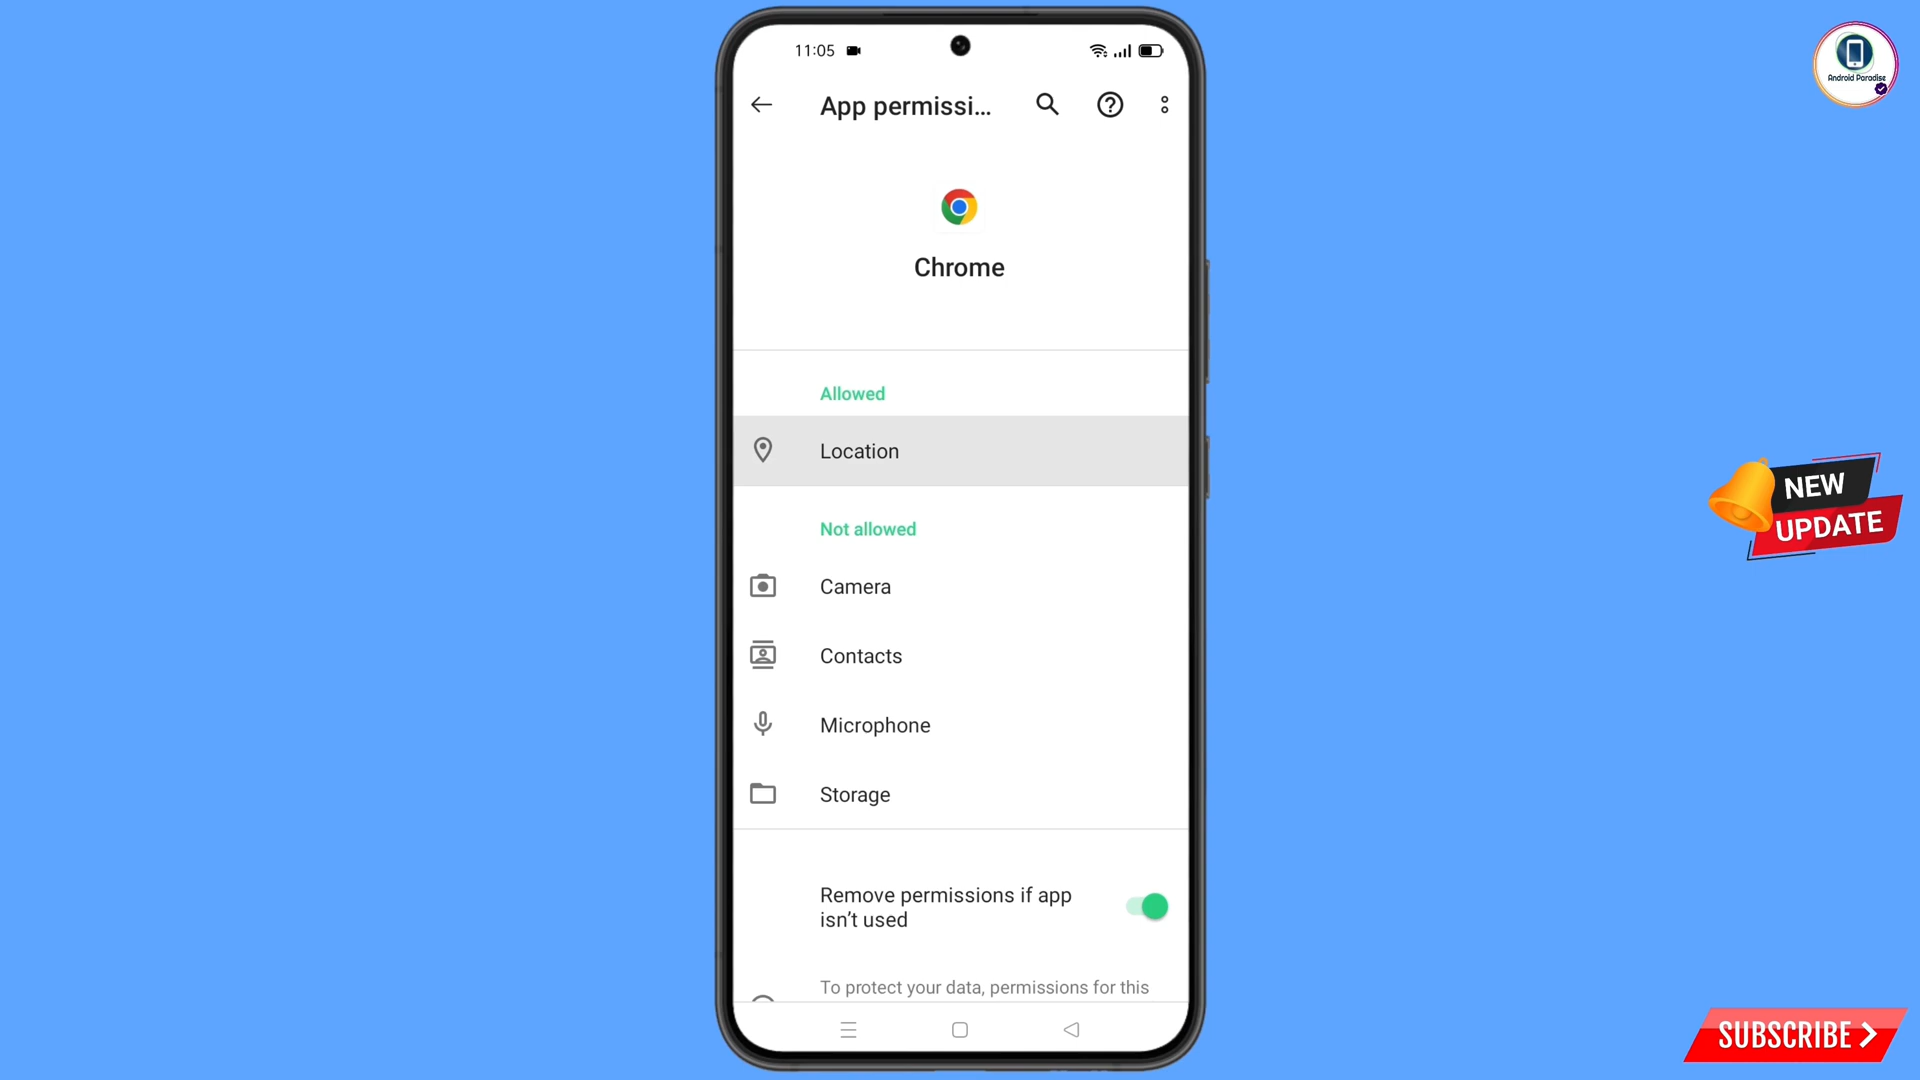 11:05
App permissi...
Chrome
Allowed
Location
Not allowed
Camera
Contacts
Microphone
Storage
Remove permissions if app
isn't used
To protect your data, permissions for this
Android Paradise
NEW
UPDATE
SUBSCRIBE